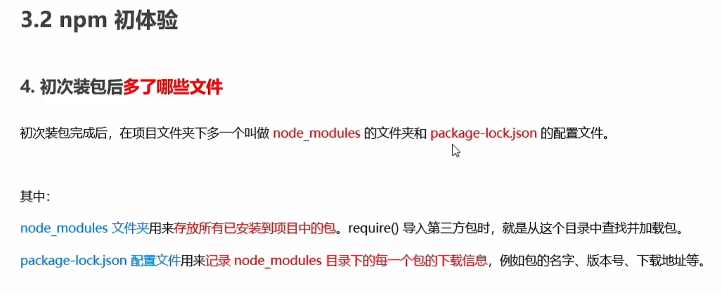 3.2 npm 初体验
4. 初次装包后多了哪些文件
初次装包完成后，在项目文件夹下多一个叫做 node_modules 的文件夹和 package-lock.json 的配置文件。
其中：
node_modules 文件夹用来存放所有已安装到项目中的包。require() 导入第三方包时，就是从这个目录中查找并加载包。
package-lock.json 配置文件用来记录 node_modules 目录下的每一个包的下载信息，例如包的名字、版本号、下载地址等。